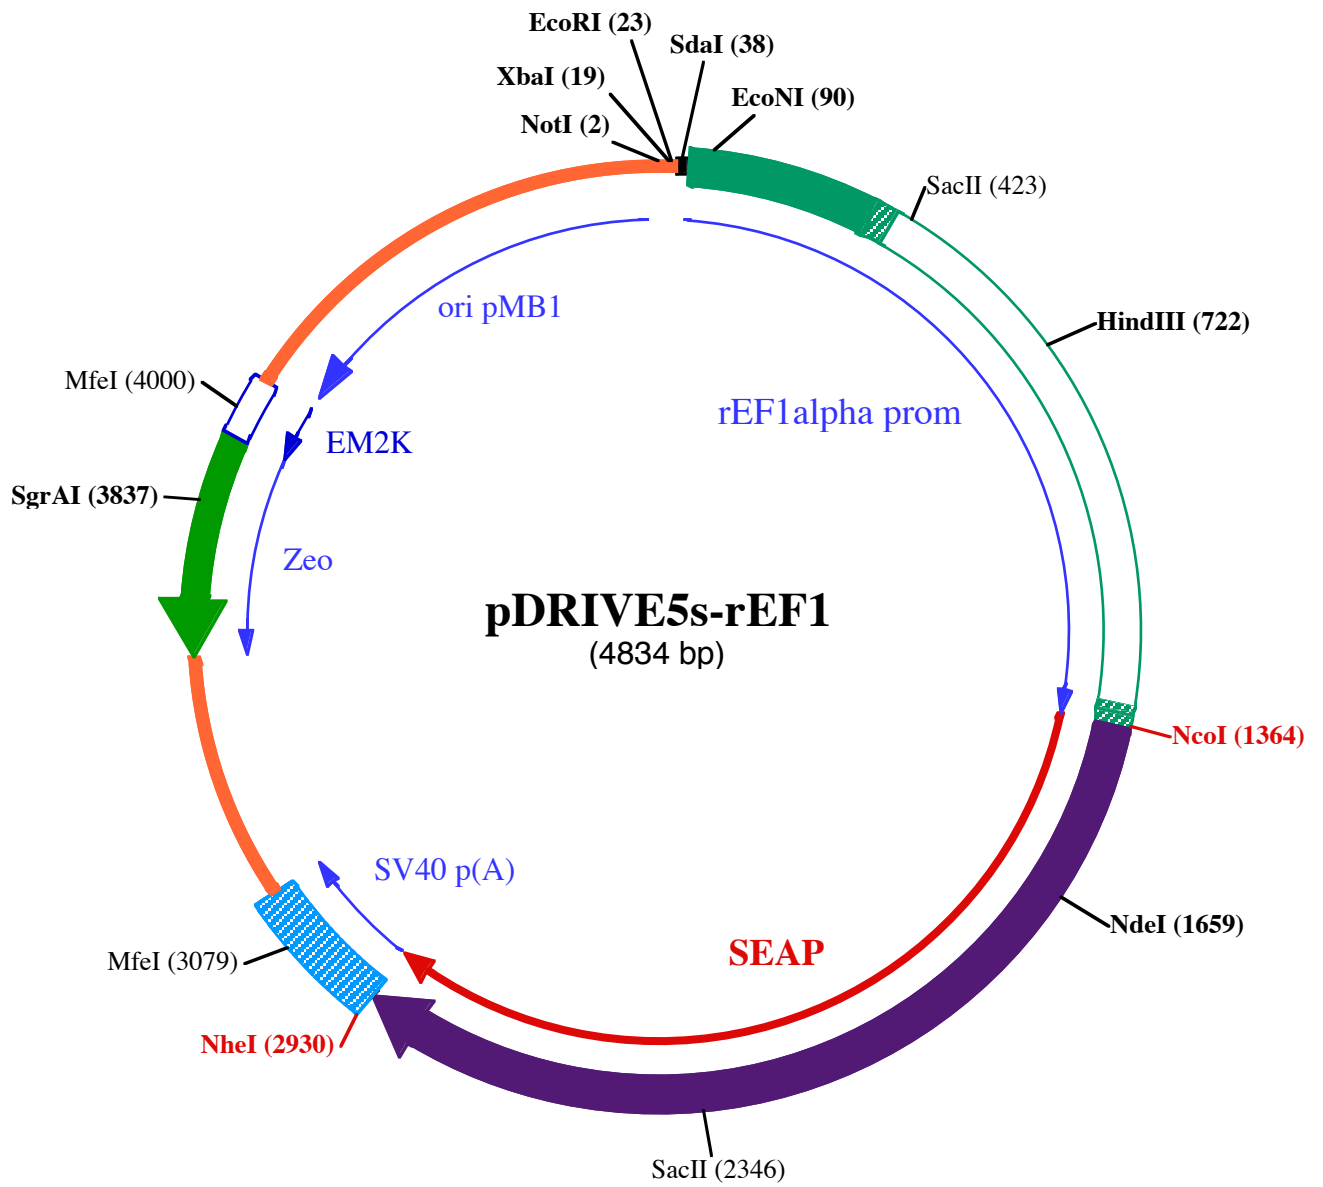 EcoRI (23)
SdaI (38)
XbaI (19)
EcoNI (90)
NotI (2)
SacII (423)
ori pMB1
HindIII (722)
MfeI (4000)
rEF1alpha prom
EM2K
SgrAI (3837)
Zeo
pDRIVE5s-rEF1
(4834 bp)
NcoI (1364)
SV40 p(A)
NdeI (1659)
SEAP
MfeI (3079)
NheI (2930)
SacII (2346)